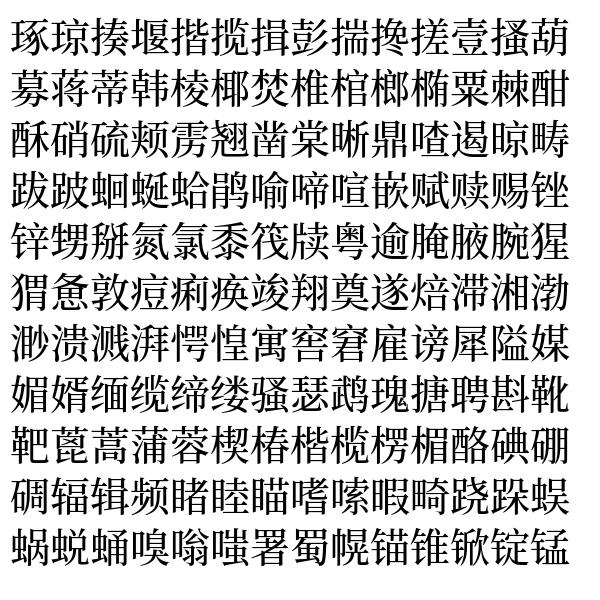 琢琼揍堰揩揽揖彭揣搀搓壹搔葫
募蒋蒂韩棱椰焚椎棺榔椭粟棘酣
酥硝硫颊雳翘凿棠晰鼎喳遏晾畴
跋跛蛔蜒蛤鹃喻啼喧嵌赋赎赐锉
锌甥掰氮氯黍筏牍粤逾腌腋腕猩
猬惫敦痘痢痪竣翔奠遂焙滞湘渤
渺溃溅湃愕惶寓窖窘雇谤犀隘媒
媚婿缅缆缔缕骚瑟鹉瑰搪聘斟靴
靶蓖蒿蒲蓉楔椿楷榄楞楣酪碘硼
碉辐辑频睹睦瞄嗜嗦暇畸跷跺蜈
蜗蜕蛹嗅嗡嗤署蜀幌锚锥锨锭锰